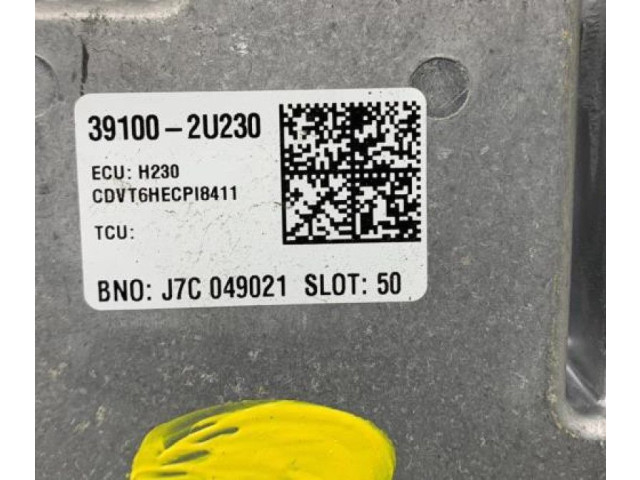 39100-2U230
ECU: H230
CDVT6HECPI8411
TCU:
BNO: J7C 049021 SLOT: 50